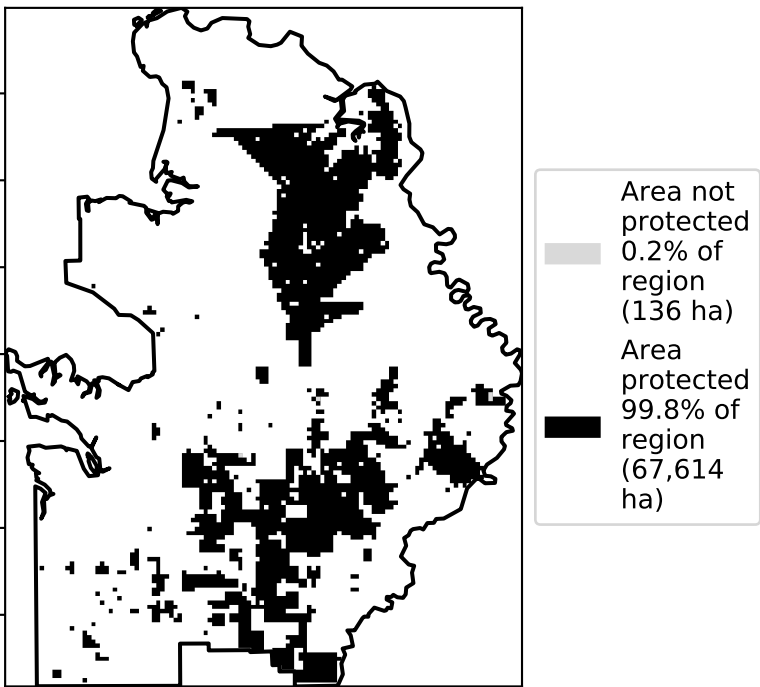 Area not
protected
0.2% of
region
(136 ha)
Area
protected
99.8% of
region
(67,614
ha)